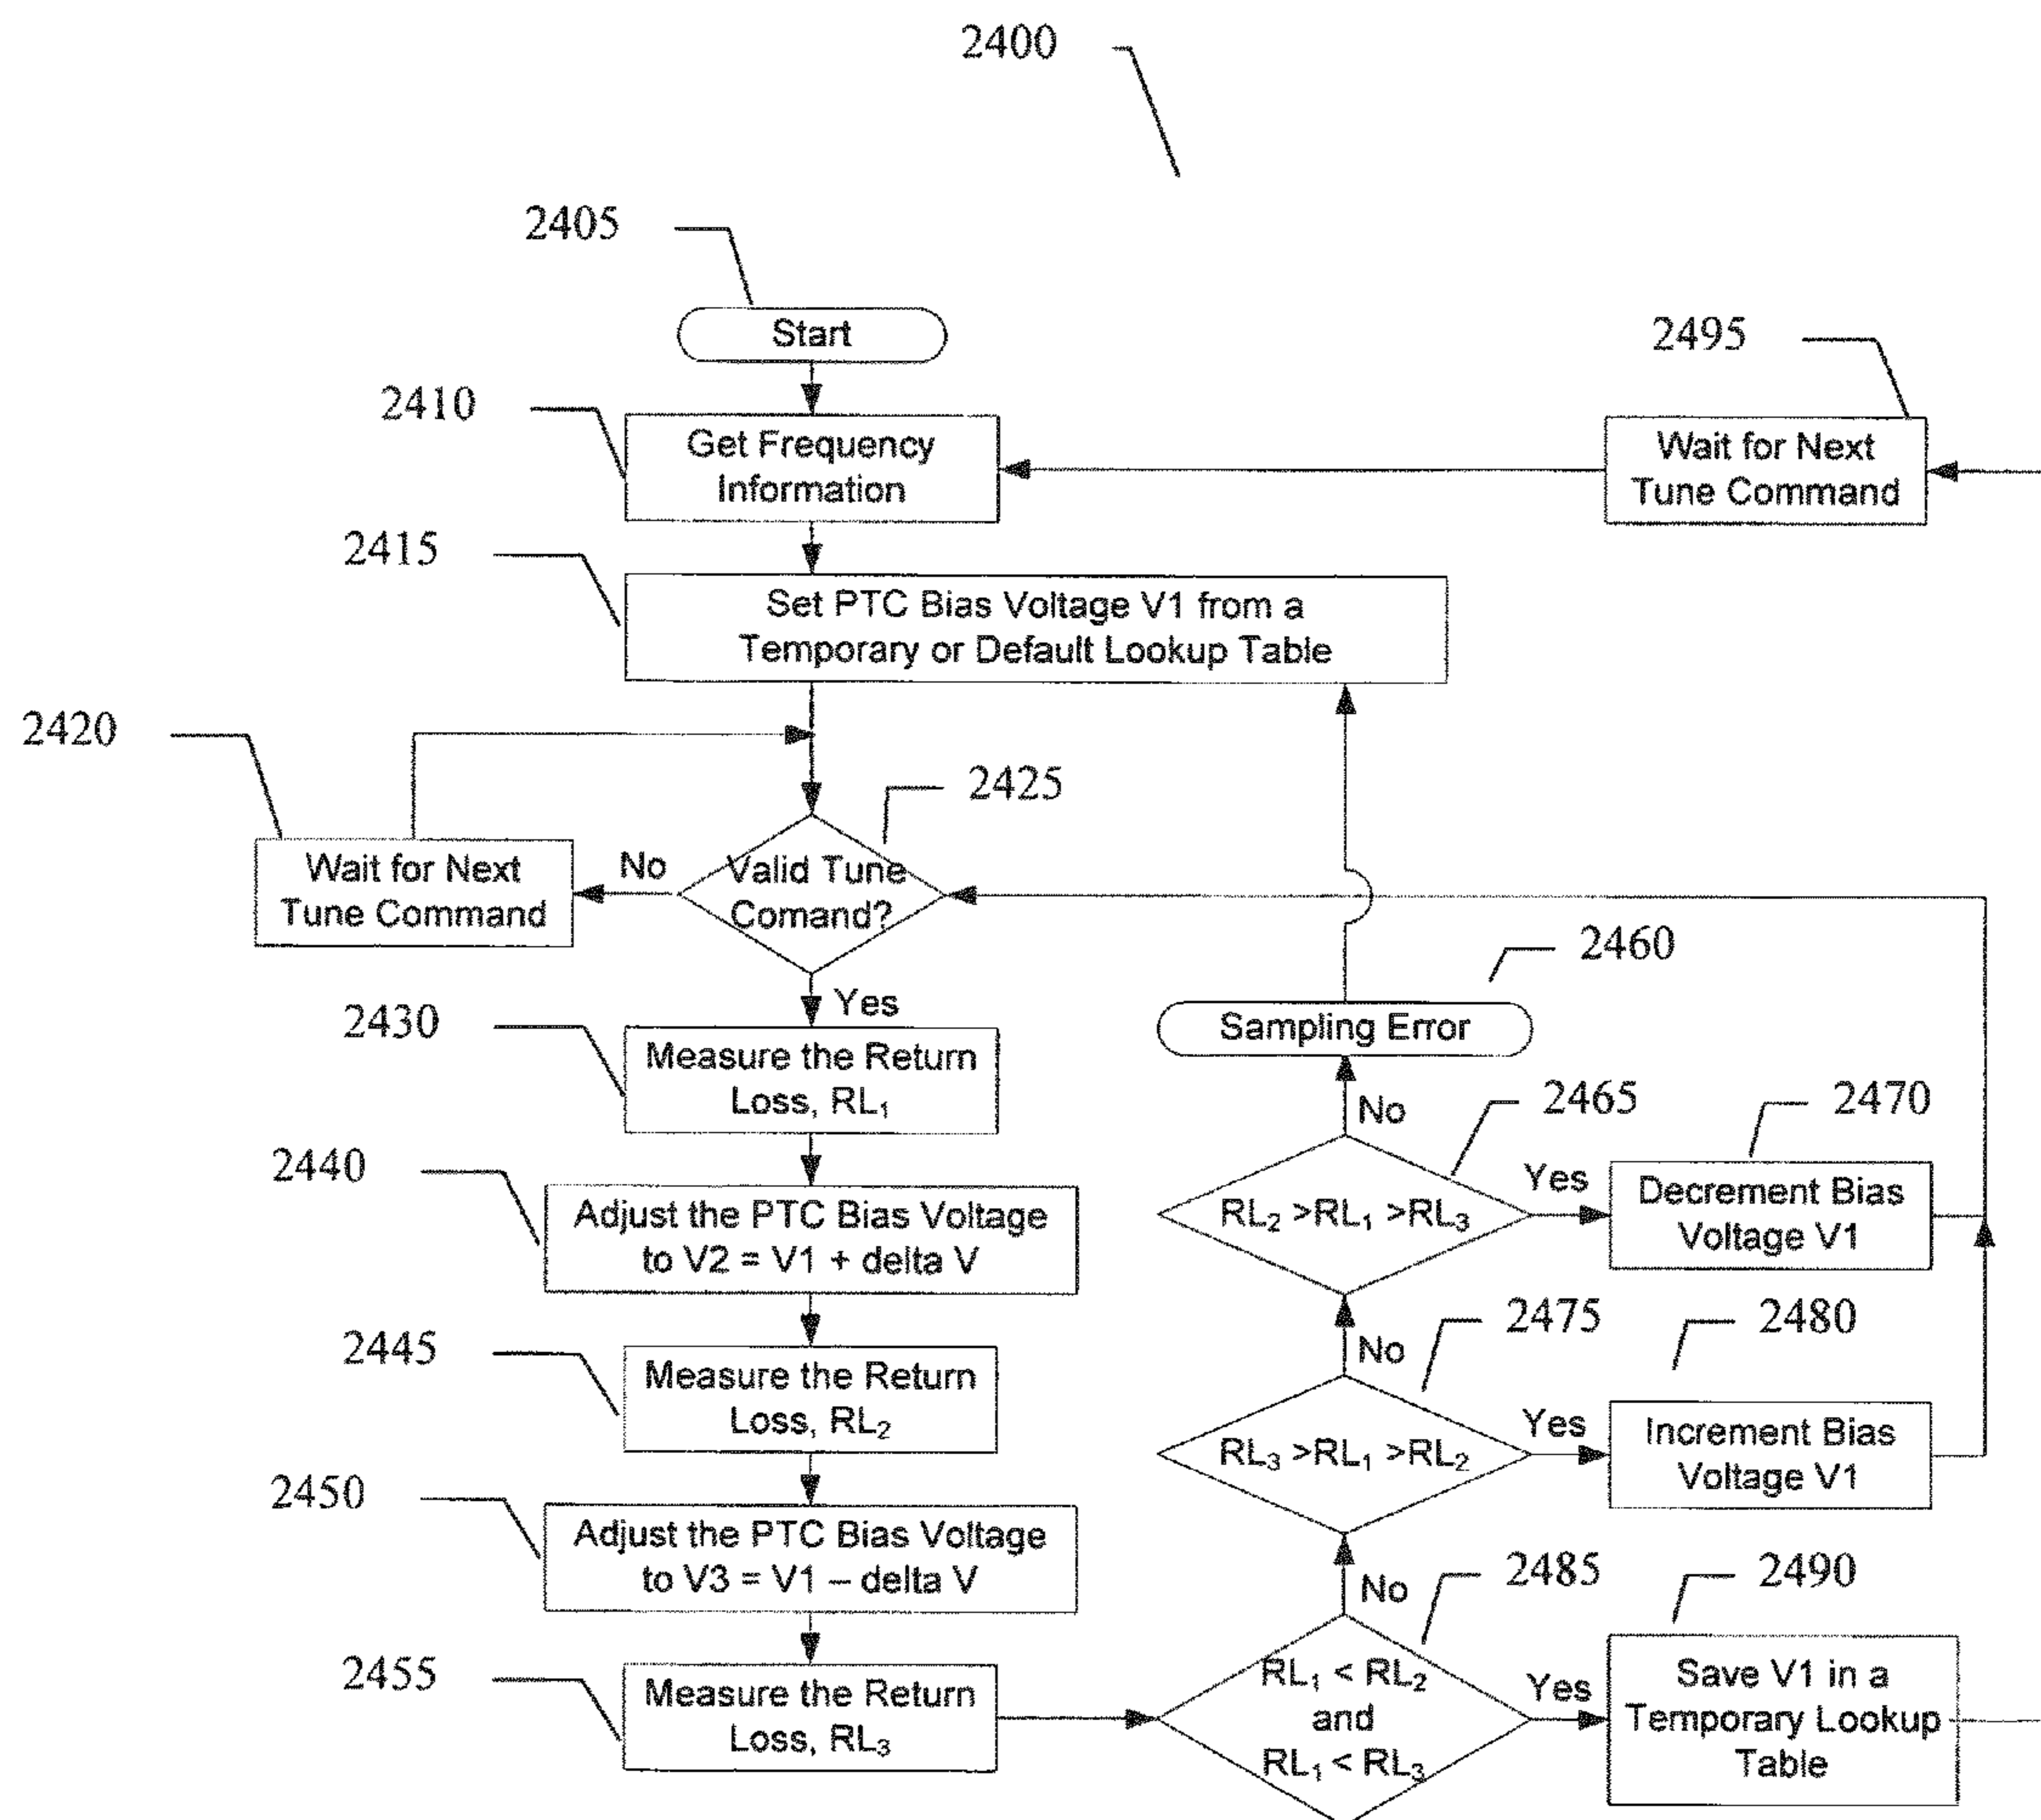 2400
2405
Start
2495
2410
Get Frequency
Information
Wait for Next
Tune Command
2415
Set PTC Bias Voltage V1 from a
Temporary or Default Lookup Table
2420
2425
Wait for Next
Tune Command
No
Valid Tune
Comand?
2460
Yes
2430
Measure the Return
Loss, RL₁
Sampling Error
No
2465
2470
2440
Adjust the PTC Bias Voltage
to V2 = V1 + delta V
RL₂ >RL₁ >RL₃
Yes
Decrement Bias
Voltage V1
2445
Measure the Return
Loss, RL₂
No
2475
2480
RL₃ >RL₁ >RL₂
Yes
Increment Bias
Voltage V1
2450
Adjust the PTC Bias Voltage
to V3 = V1 – delta V
No
2485
2490
2455
Measure the Return
Loss, RL₃
RL₁ < RL₂
and
RL₁ < RL₃
Yes
Save V1 in a
Temporary Lookup
Table